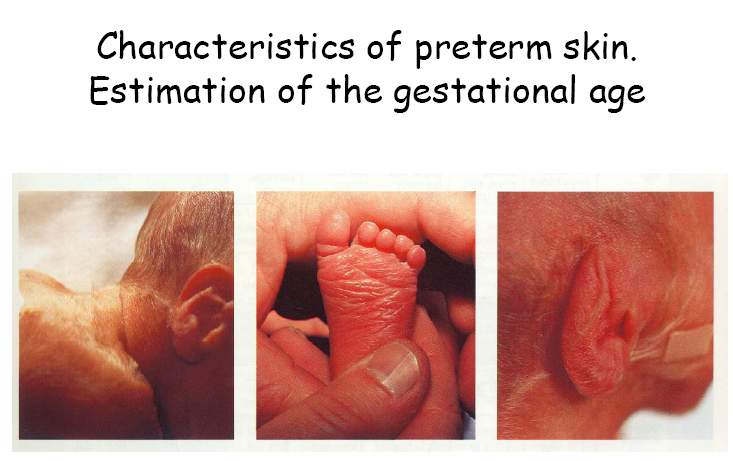 Characteristics of preterm skin.
Estimation of the gestational age